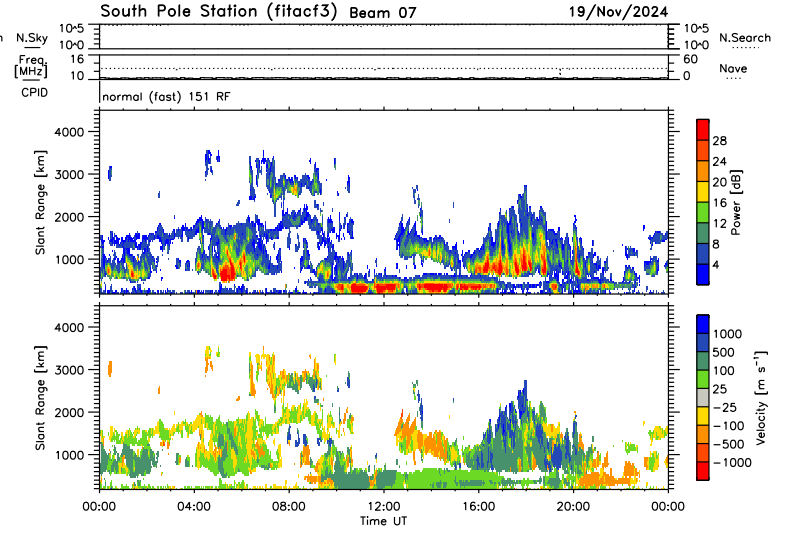 South Pole Station (fitacf3) Beam 07 19/Nov/2024
N.Sky 10^5 10^0 10^5 10^0 N.Search
Freq. [MHz] 16 10 60 0 Nave
CPID normal (fast) 151 RF
Slant Range [km] 4000 3000 2000 1000
28 24 20 16 12 8 4 Power [dB]
Slant Range [km] 4000 3000 2000 1000
1000 500 100 25 -25 -100 -500 -1000 Velocity [m s⁻¹]
00:00 04:00 08:00 12:00 16:00 20:00 00:00
Time UT